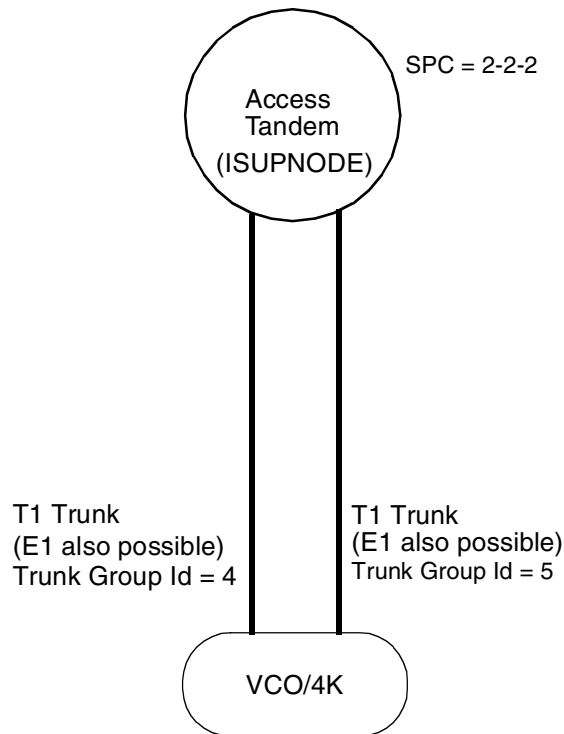 SPC = 2-2-2
Access
Tandem
(ISUPNODE)
T1 Trunk
(E1 also possible)
Trunk Group Id = 4
T1 Trunk
(E1 also possible)
Trunk Group Id = 5
VCO/4K